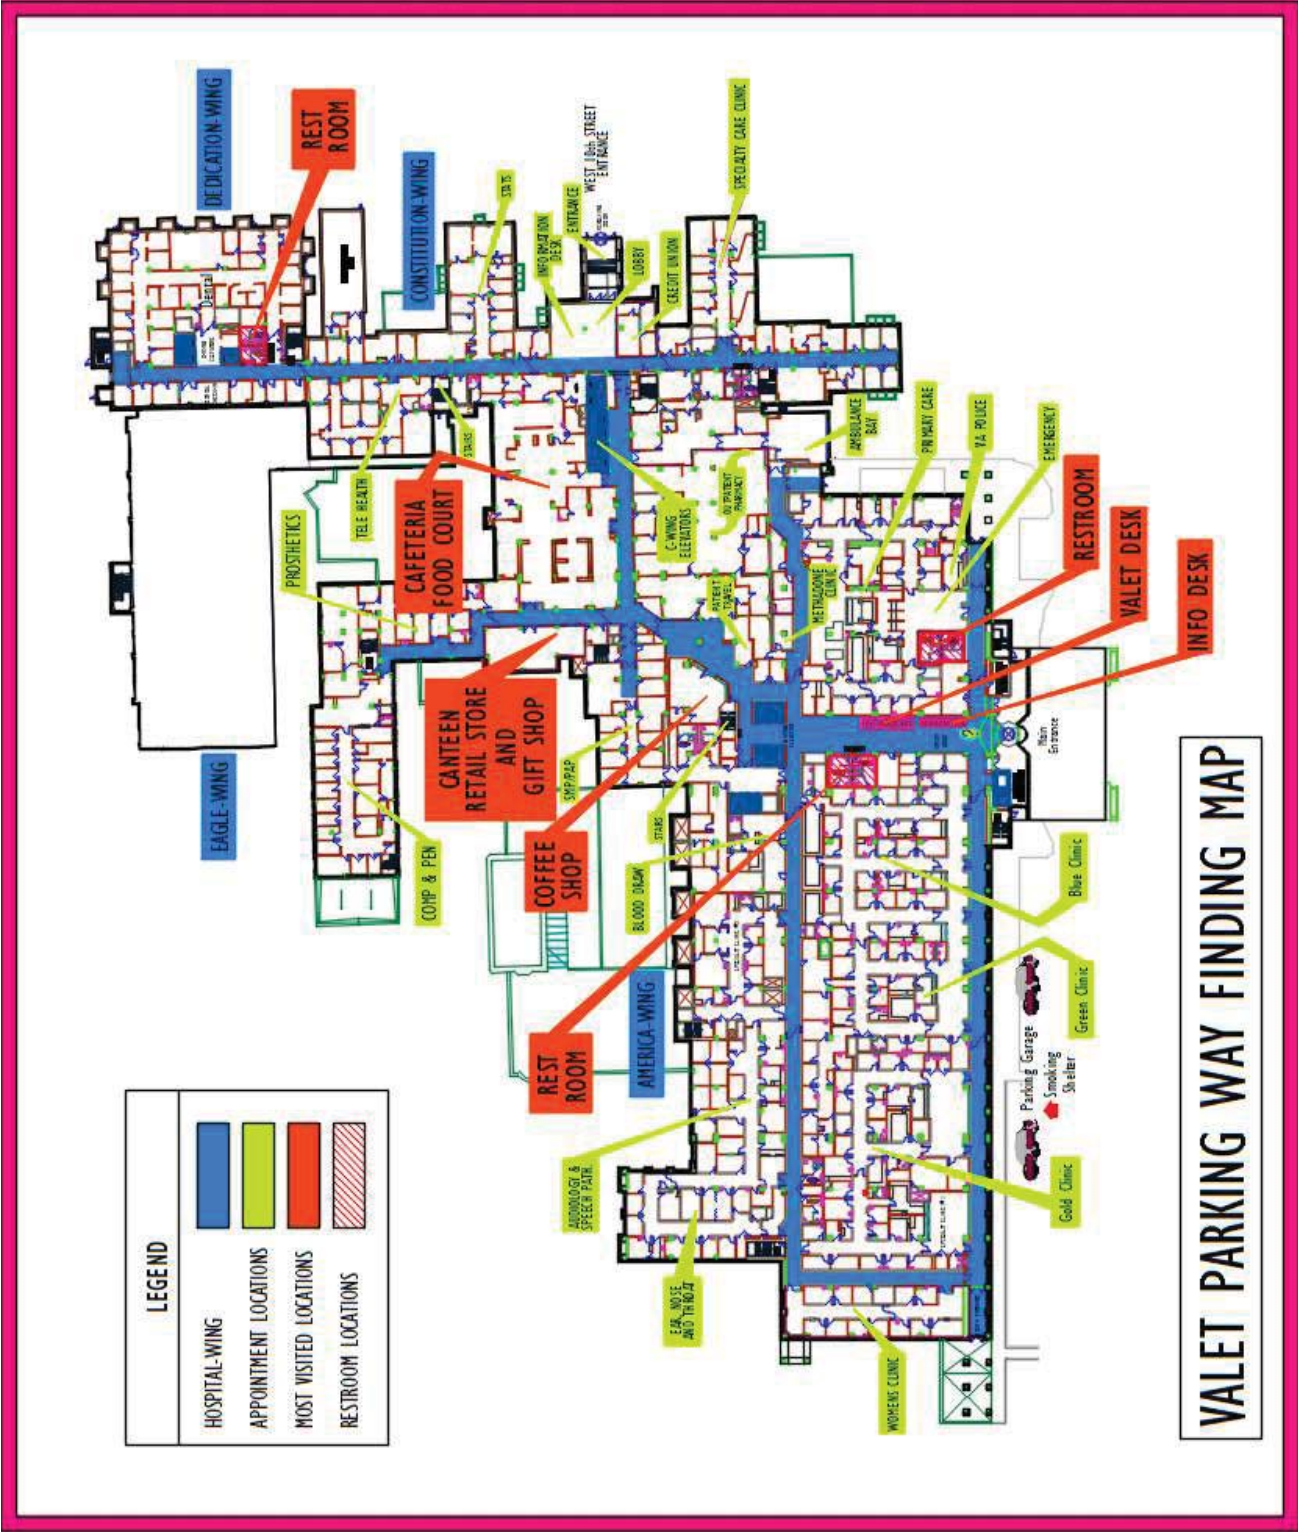 VALET PARKING WAY FINDING MAP
LEGEND
HOSPITAL-WING
APPOINTMENT LOCATIONS
MOST VISITED LOCATIONS
RESTROOM LOCATIONS
EAGLE-WING
DEDICATION-WING
REST
ROOM
CONSTITUTION-WING
STATS
INFORMATION
DESK
ENTRANCE
WEST 10th STREET
ENTRANCE
LOBBY
CREDIT UNION
SPECIALTY CARE CLINIC
Dental
PROSTHETICS
TELE HEALTH
STAIRS
CAFETERIA
FOOD COURT
C-WING
ELEVATORS
OUTPATIENT
PHARMACY
AMBULANCE
BAY
PRIMARY CARE
VA POLICE
EMERGENCY
PATIENT
TRAVEL
METHADONE
CLINIC
RESTROOM
VALET DESK
INFO DESK
Main
Entrance
COMP & PEN
CANTEEN
RETAIL STORE
AND
GIFT SHOP
SMP/PAP
COFFEE
SHOP
STAIRS
BLOOD DRAW
AMERICA-WING
REST
ROOM
AUDIOLOGY &
SPEECH PATH.
EAR, NOSE
AND THROAT
WOMENS CLINIC
Blue Clinic
Green Clinic
Gold Clinic
Parking Garage
Smoking
Shelter